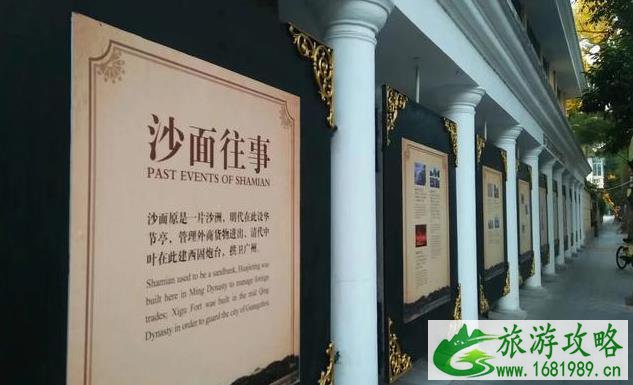 沙面往事
PAST EVENTS OF SHAMIAN
沙面原是一片沙洲，明代在此设华
节亭，管理外商货物进出，清代中
叶在此建西固炮台，拱卫广州。
Shamian used to be a sandbank, Huajieting was
built here in Ming Dynasty to manage foreign
trades; Xigu Fort was built in the mid Qing
Dynasty in order to guard the city of Guangzhou.
旅游攻略
www.1681989.cn